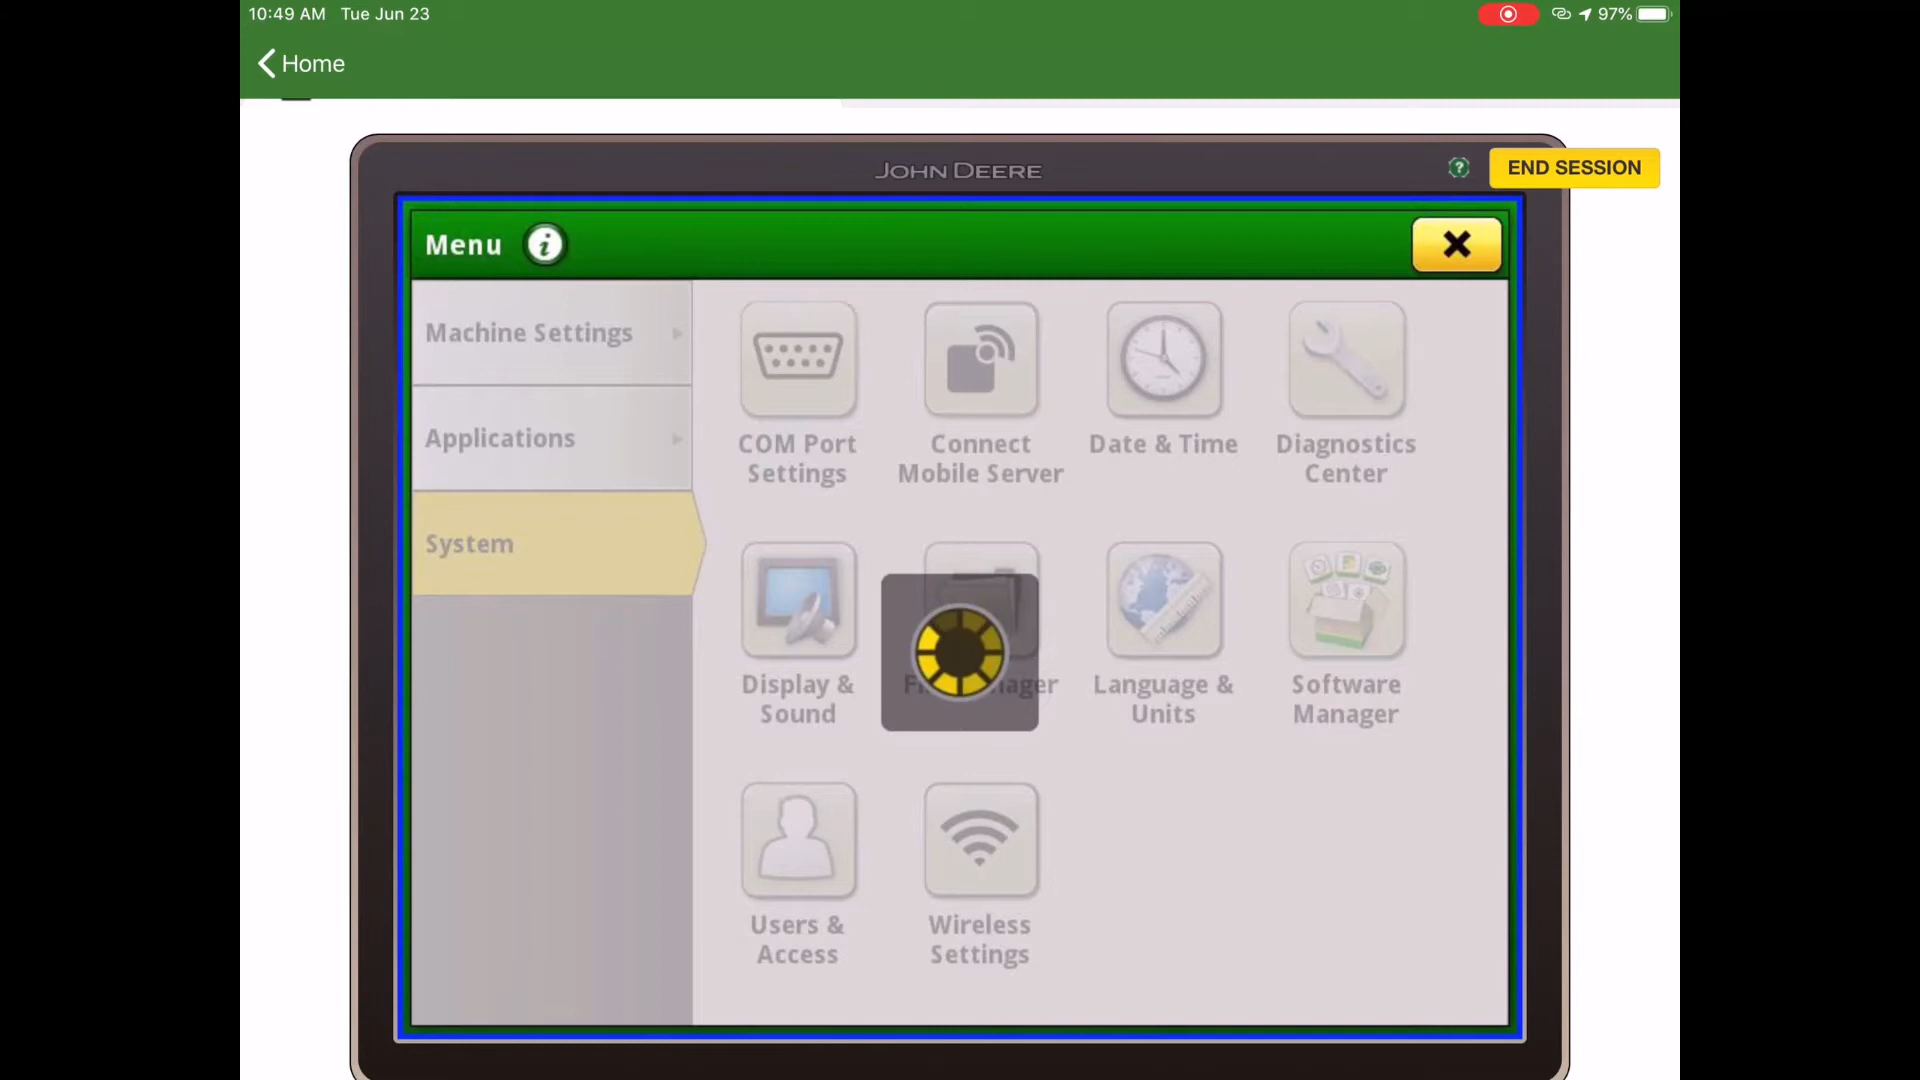 10:49 AM Tue Jun 23
97%
Home
JOHN DEERE
?
END SESSION
Menu i
Machine Settings
Applications
System
COM Port
Settings
Connect
Mobile Server
Date & Time
Diagnostics
Center
Display &
Sound
Language &
Units
Software
Manager
Users &
Access
Wireless
Settings